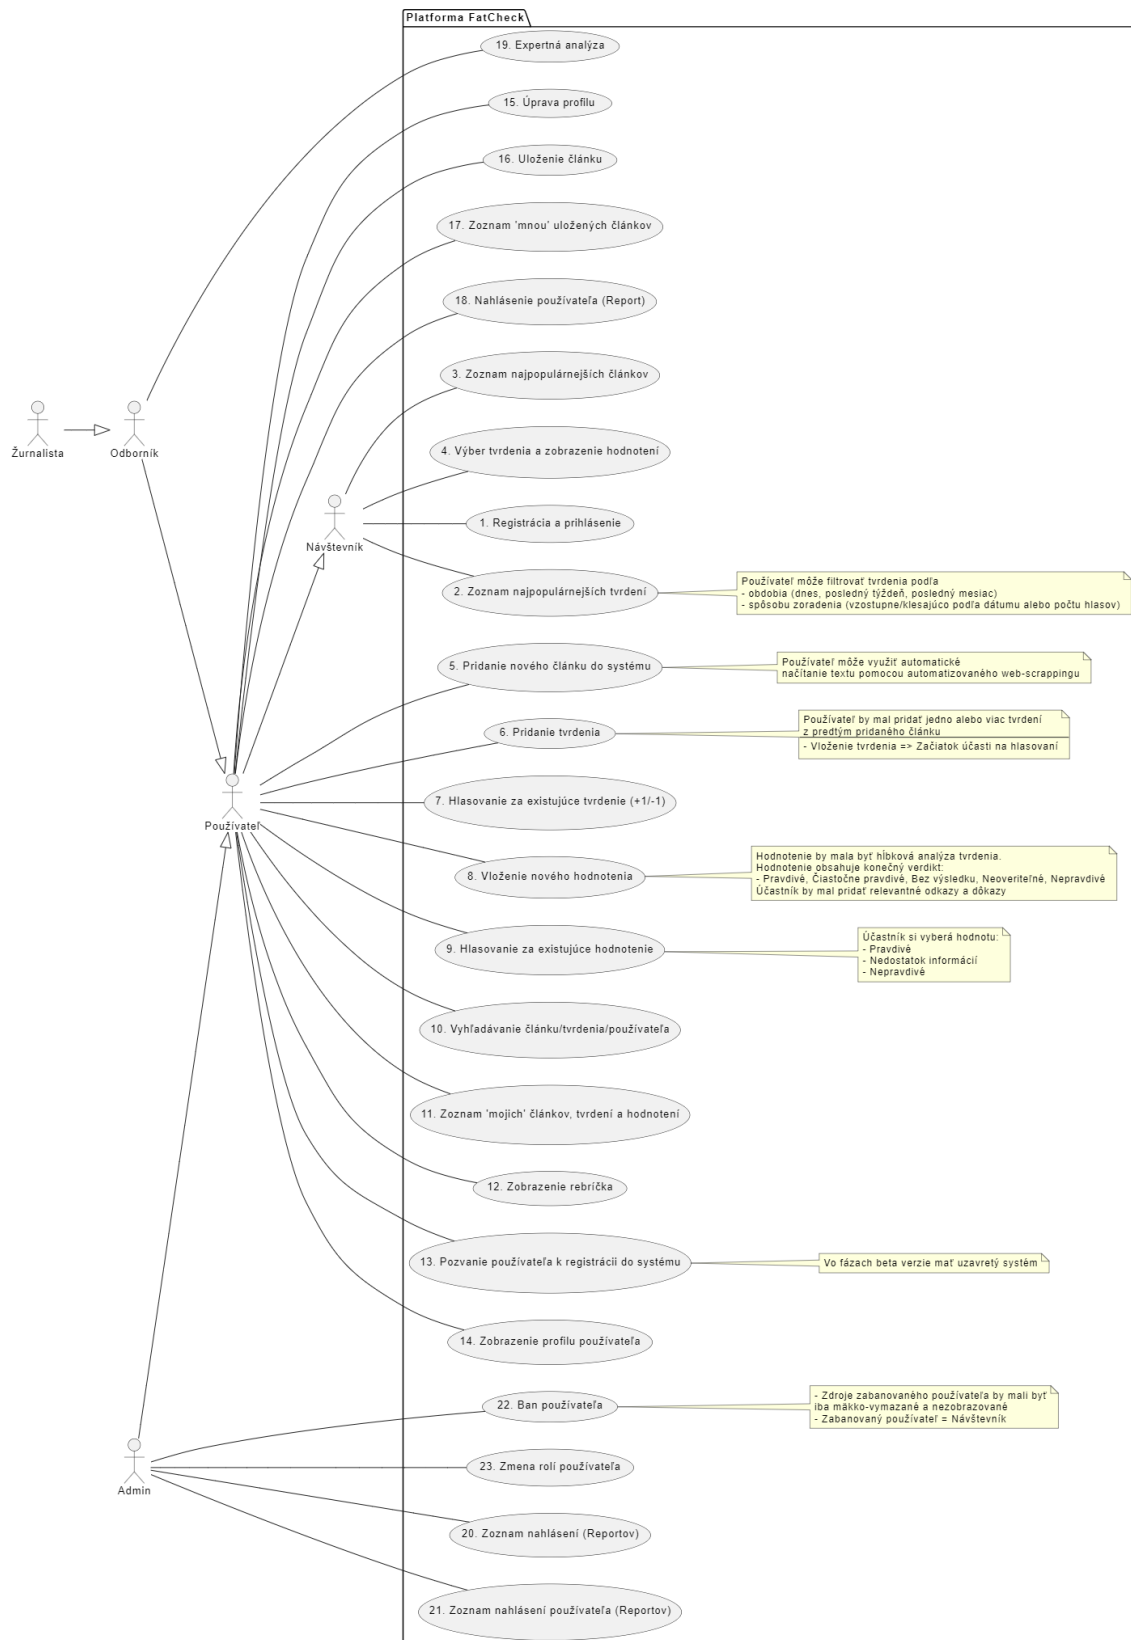 Platforma FatCheck
19. Expertná analýza
15. Úprava profilu
16. Uloženie článku
17. Zoznam 'mnou' uložených článkov
18. Nahlásenie používateľa (Report)
3. Zoznam najpopulárnejších článkov
4. Výber tvrdenia a zobrazenie hodnotení
Žurnalista
Odborník
1. Registrácia a prihlásenie
Návštevník
2. Zoznam najpopulárnejších tvrdení
Používateľ môže filtrovať tvrdenia podľa
- obdobia (dnes, posledný týždeň, posledný mesiac)
- spôsobu zoradenia (vzostupne/klesajúco podľa dátumu alebo počtu hlasov)
5. Pridanie nového článku do systému
Používateľ môže využiť automatické
načítanie textu pomocou automatizovaného web-scrappingu
6. Pridanie tvrdenia
Používateľ by mal pridať jedno alebo viac tvrdení
z predtým pridaného článku
- Vloženie tvrdenia => Začiatok účasti na hlasovaní
7. Hlasovanie za existujúce tvrdenie (+1/-1)
Používateľ
8. Vloženie nového hodnotenia
Hodnotenie by mala byť hĺbková analýza tvrdenia.
Hodnotenie obsahuje konečný verdikt:
- Pravdivé, Čiastočne pravdivé, Bez výsledku, Neoveriteľné, Nepravdivé
Účastník by mal pridať relevantné odkazy a dôkazy
9. Hlasovanie za existujúce hodnotenie
Účastník si vyberá hodnotu:
- Pravdivé
- Nedostatok informácií
- Nepravdivé
10. Vyhľadávanie článku/tvrdenia/používateľa
11. Zoznam 'mojich' článkov, tvrdení a hodnotení
12. Zobrazenie rebríčka
13. Pozvanie používateľa k registrácii do systému
Vo fázach beta verzie mať uzavretý systém
14. Zobrazenie profilu používateľa
22. Ban používateľa
- Zdroje zabanovaného používateľa by mali byť
iba mäkko-vymazané a nezobrazované
- Zabanovaný používateľ = Návštevník
23. Zmena rolí používateľa
Admin
20. Zoznam nahlásení (Reportov)
21. Zoznam nahlásení používateľa (Reportov)